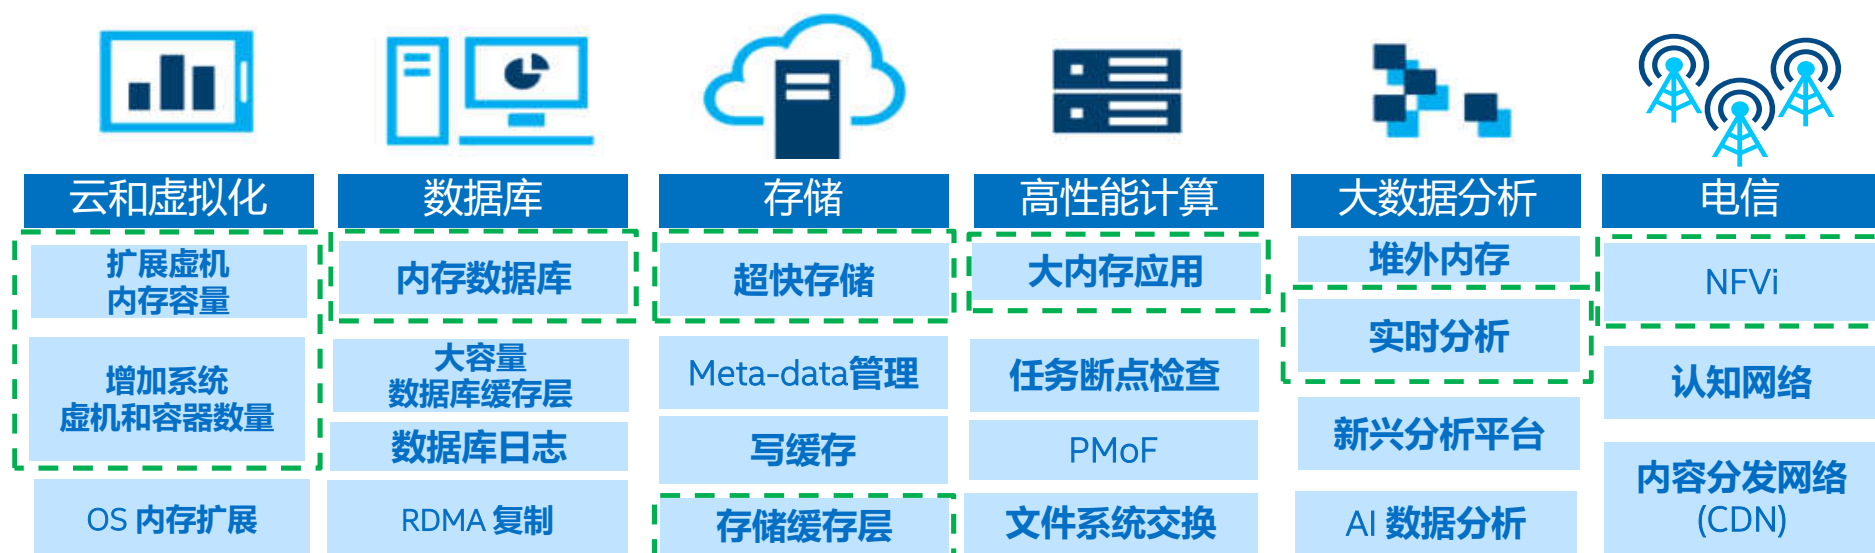 云和虚拟化
扩展虚机
内存容量
增加系统
虚机和容器数量
OS 内存扩展
数据库
内存数据库
大容量
数据库缓存层
数据库日志
RDMA 复制
存储
超快存储
Meta-data管理
写缓存
存储缓存层
高性能计算
大内存应用
任务断点检查
PMoF
文件系统交换
大数据分析
堆外内存
实时分析
新兴分析平台
AI 数据分析
电信
NFVi
认知网络
内容分发网络
(CDN)